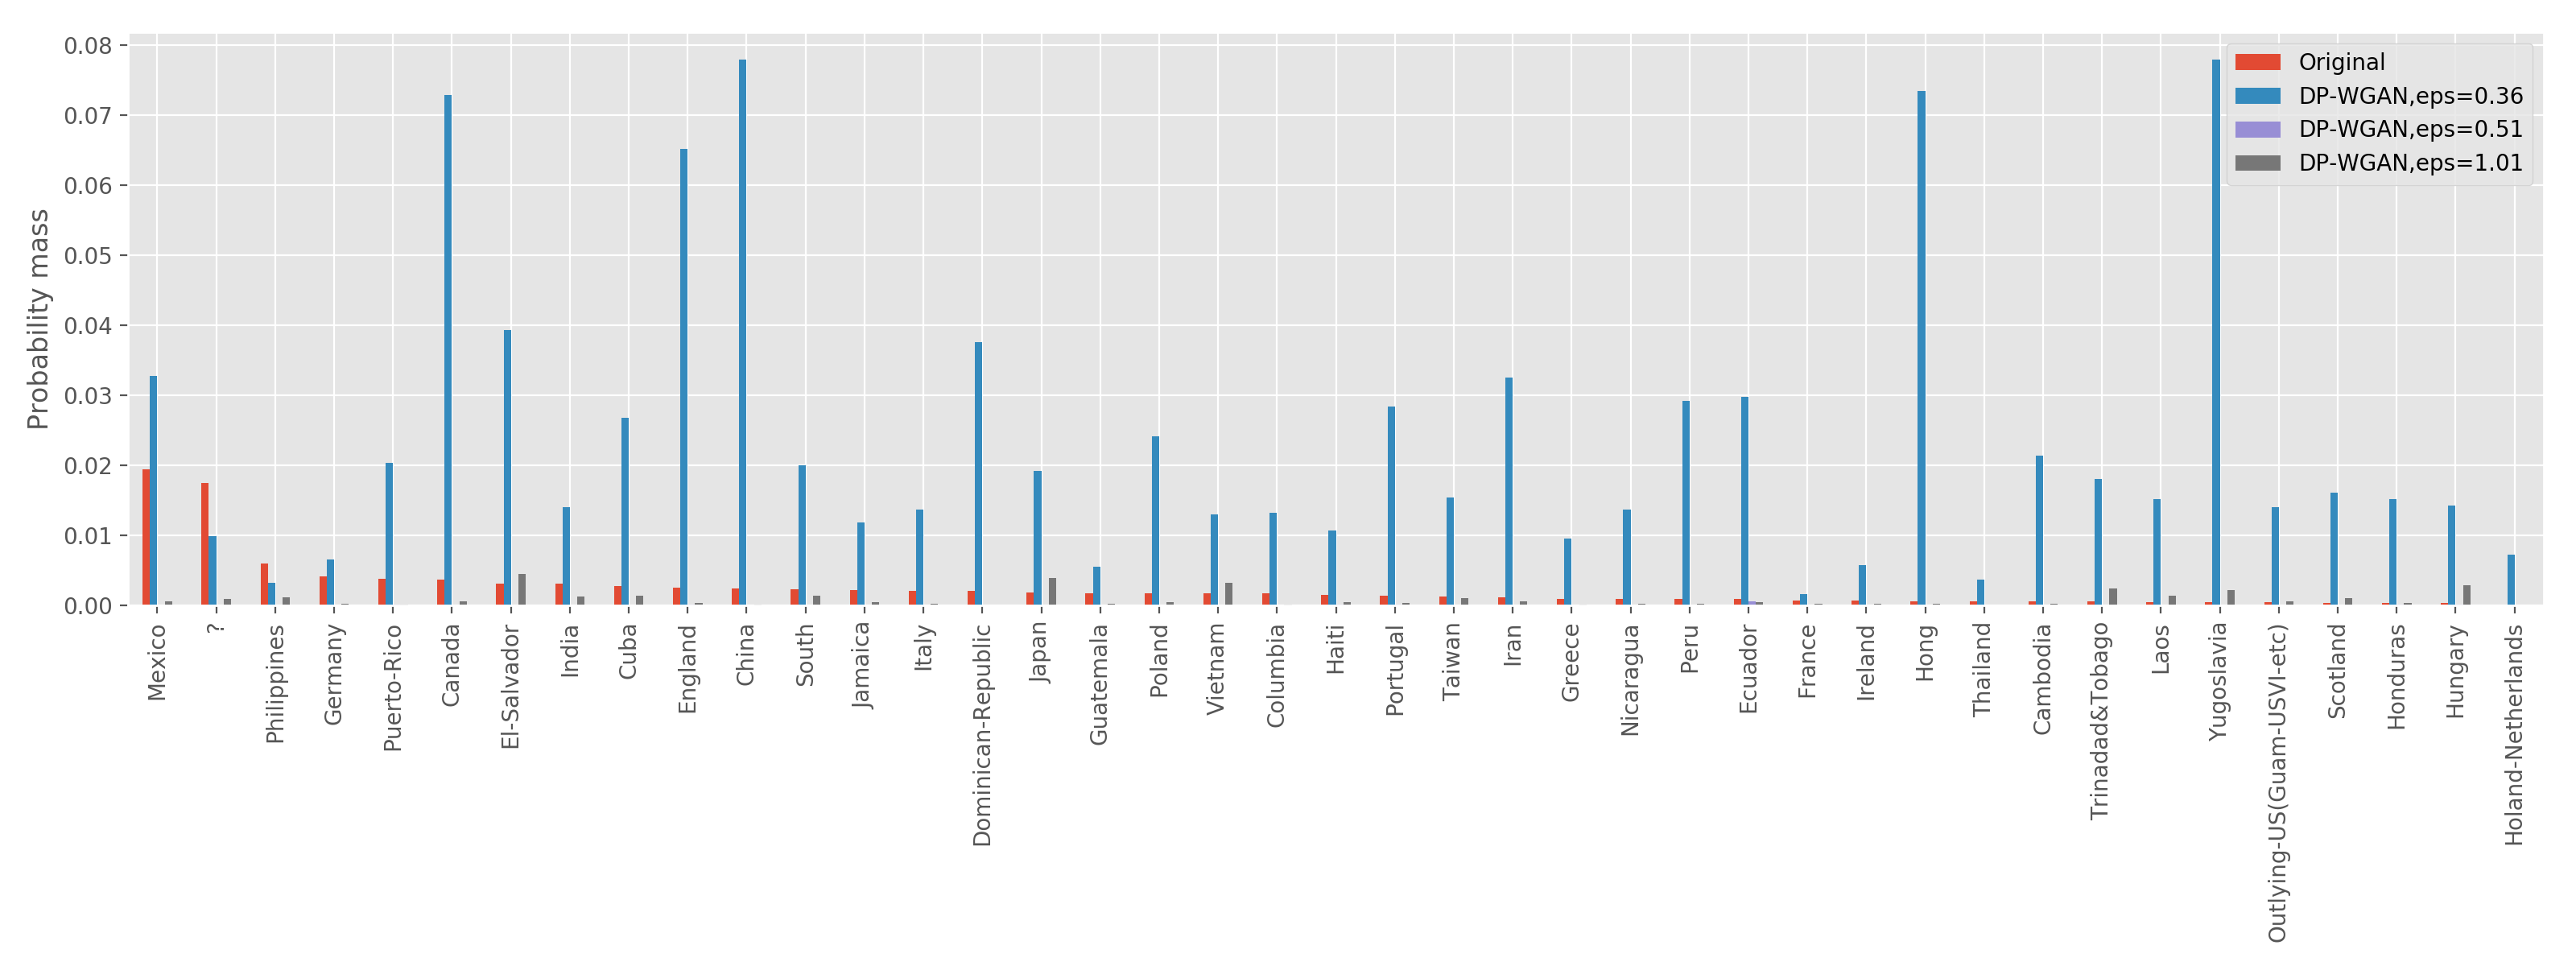 0.08
0.07
0.06
0.05
0.04
0.03
0.02
0.01
0.00
Probability mass
Original
DP-WGAN,eps=0.36
DP-WGAN,eps=0.51
DP-WGAN,eps=1.01
Mexico
?
Philippines
Germany
Puerto-Rico
Canada
El-Salvador
India
Cuba
England
China
South
Jamaica
Italy
Dominican-Republic
Japan
Guatemala
Poland
Vietnam
Columbia
Haiti
Portugal
Taiwan
Iran
Greece
Nicaragua
Peru
Ecuador
France
Ireland
Hong
Thailand
Cambodia
Trinadad&Tobago
Laos
Yugoslavia
Outlying-US(Guam-USVI-etc)
Scotland
Honduras
Hungary
Holand-Netherlands